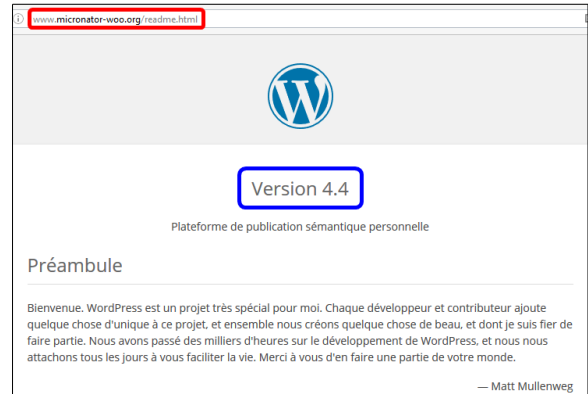 www.micronator-woo.org/readme.html
Version 4.4
Plateforme de publication sémantique personnelle
Préambule
Bienvenue. WordPress est un projet très spécial pour moi. Chaque développeur et contributeur ajoute
quelque chose d'unique à ce projet, et ensemble nous créons quelque chose de beau, et dont je suis fier de
faire partie. Nous avons passé des milliers d'heures sur le développement de WordPress, et nous nous
attachons tous les jours à vous faciliter la vie. Merci à vous d'en faire une partie de votre monde.
— Matt Mullenweg